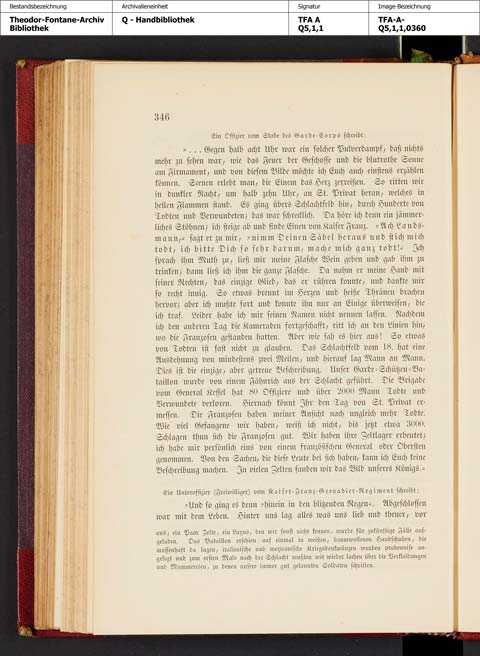 Bestandsbezeichnung
Archivalieneinheit
Signatur
Image-Bezeichnung
Theodor-Fontane-Archiv
Bibliothek
Q - Handbibliothek
TFA A
Q5,1,1
TFA-A-
Q5,1,1,0360
346
Ein Offizier vom Stabe des Garde-Corps schreibt:
»... Gegen halb acht Uhr war ein solcher Pulverdampf, daß nichts
mehr zu sehen war, wie das Feuer der Geschosse und die blutrothe Sonne
am Firmament, und von diesem Bilde möchte ich Euch auch einstens erzählen
können. Scenen erlebt man, die Einem das Herz zerreißen. So ritten wir
in dunkler Nacht, um halb zehn Uhr, an St. Privat heran, welches in
hellen Flammen stand. Es ging übers Schlachtfeld hin, durch Hunderte von
Todten und Verwundeten; das war schrecklich. Da höre ich denn ein jämmer-
liches Stöhnen; ich steige ab und finde Einen von Kaiser Franz. »Ach Lands-
mann,« sagt er zu mir, »nimm Deinen Säbel heraus und stich mich
todt, ich bitte Dich so sehr darum, mache mich ganz todt!« Ich
sprach ihm Muth zu, ließ mir meine Flasche Wein geben und gab ihm zu
trinken; dann ließ ich ihm die ganze Flasche. Da nahm er meine Hand mit
seiner Rechten, das einzige Glied, das er rühren konnte, und dankte mir
so recht innig. So etwas brennt im Herzen und heiße Thränen brachen
hervor; aber ich mußte fort und konnte ihn nur an Einige überweisen, die
ich traf. Leider habe ich mir seinen Namen nicht nennen lassen. Nachdem
ich den anderen Tag die Kameraden fortgeschafft, ritt ich an den Linien hin,
wo die Franzosen gestanden hatten. Aber wie sah es hier aus! So etwas
von Todten ist fast nicht zu glauben. Das Schlachtfeld vom 18. hat eine
Ausdehnung von mindestens zwei Meilen, und hierauf lag Mann an Mann.
Dies ist die einzige, aber getreue Beschreibung. Unser Garde-Schützen-Ba-
taillon wurde von einem Fähnrich aus der Schlacht geführt. Die Brigade
vom General Kessel hat 80 Offiziere und über 2000 Mann Todte und
Verwundete verloren. Hiernach könnt Ihr den Tag von St. Privat er-
messen. Die Franzosen haben meiner Ansicht nach ungleich mehr Todte.
Wie viel Gefangene wir haben, weiß ich nicht, bis jetzt etwa 3000.
Schlagen thun sich die Franzosen gut. Wir haben ihre Zeltlager erbeutet;
ich habe mir persönlich eins von einem französischen General oder Obersten
genommen. Von den Sachen, die diese Leute bei sich haben, kann ich Euch keine
Beschreibung machen. In vielen Zelten fanden wir das Bild unseres Königs.«
Ein Unteroffizier (Freiwilliger) vom Kaiser-Franz-Grenadier-Regiment schreibt:
»Und so ging es denn »hinein in den blitzenden Regen«. Abgeschlossen
war mit dem Leben. Hinter uns lag alles was uns lieb und theuer, vor
uns; ein Paar Zelte, ein Luxus, den wir sonst nicht kennen, wurde für zukünftige Fälle auf-
geladen. Das Bataillon erschien auf einmal in weißen, baumwollenen Handschuhen, die
massenhaft da lagen, italienische und mexicanische Kriegsdenkmünzen wurden probeweise an-
gelegt und zum ersten Male nach der Schlacht mußten wir wieder lachen über die Verkleidungen
und Mummereien, zu denen unsere immer gut gelaunten Soldaten schritten.